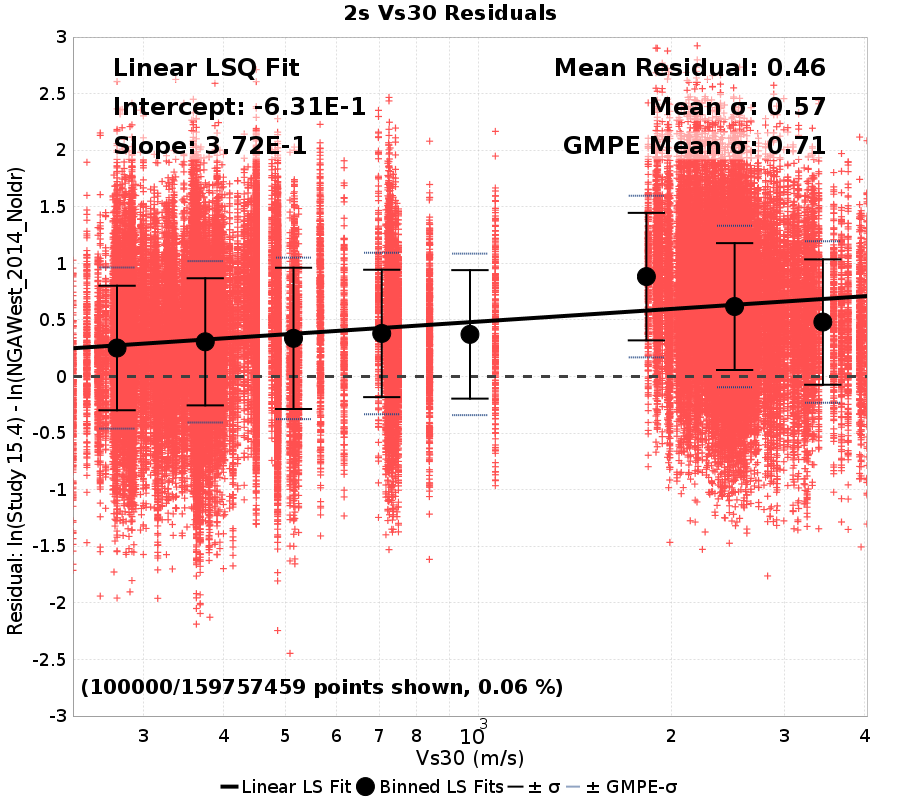 2s Vs30 Residuals
Linear LSQ Fit
Intercept: -6.31E-1
Slope: 3.72E-1
Mean Residual: 0.46
Mean σ: 0.57
GMPE Mean σ: 0.71
3
2.5
2
1.5
1
0.5
0
-0.5
-1
-1.5
-2
-2.5
-3
Residual: ln(Study 15.4) - ln(NGAWest_2014_NoIdr)
(100000/159757459 points shown, 0.06 %)
3 4 5 6 7 8 10³ 2 3 4
Vs30 (m/s)
Linear LS Fit Binned LS Fits ± σ ± GMPE-σ